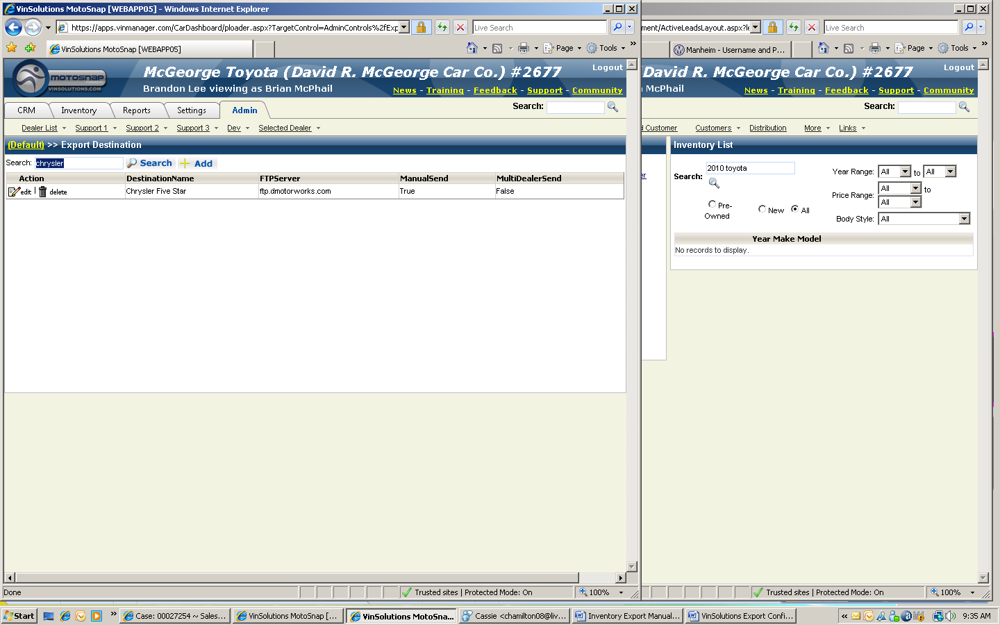 VinSolutions MotoSnap [WEBAPP05] - Windows Internet Explorer
https://apps.vinmanager.com/CarDashboard/ploader.aspx?TargetControl=AdminControls%2fExp
Live Search
VinSolutions MotoSnap [WEBAPP05]
Page
Tools
MOTOSNAP
VINSOLUTIONS.COM
McGeorge Toyota (David R. McGeorge Car Co.) #2677
Logout
Brandon Lee viewing as Brian McPhail
News - Training - Feedback - Support - Community
CRM
Inventory
Reports
Settings
Admin
Search:
Dealer List
Support 1
Support 2
Support 3
Dev
Selected Dealer
(Default) >> Export Destination
Search: chrysler
Search
Add
Action DestinationName FTPServer ManualSend MultiDealerSend
edit | delete Chrysler Five Star ftp.dmotorworks.com True False
Done
Trusted sites | Protected Mode: On
100%
ment/ActiveLeadsLayout.aspx?le
Live Search
Manheim - Username and P...
Page
Tools
David R. McGeorge Car Co.) #2677
Logout
n McPhail
News - Training - Feedback - Support - Community
Search:
d Customer
Customers
Distribution
More
Links
er
Inventory List
Search: 2010 toyota
Year Range: All to All
Price Range: All to
All
Pre-Owned
New
All
Body Style: All
Year Make Model
No records to display.
Trusted sites | Protected Mode: On
100%
Start
Case: 00027254 ~ Sales...
VinSolutions MotoSnap [...
VinSolutions MotoSna...
Cassie <chamilton08@liv...
Inventory Export Manual...
VinSolutions Export Confi...
9:35 AM